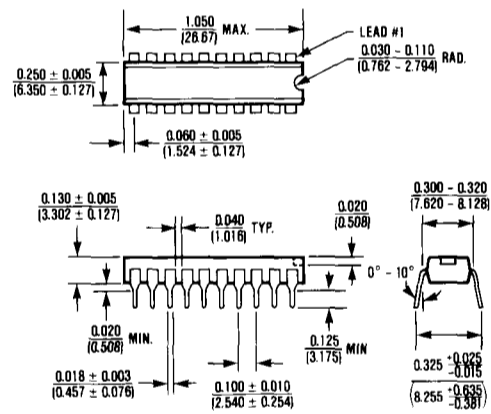 1.050
(26.67)
MAX.
LEAD #1
0.030 – 0.110
(0.762 – 2.794)
RAD.
0.250 ± 0.005
(6.350 ± 0.127)
0.060 ± 0.005
(1.524 ± 0.127)
0.130 ± 0.005
(3.302 ± 0.127)
0.040
(1.016)
TYP.
0.020
(0.508)
0.300 – 0.320
(7.620 – 8.128)
0° – 10°
0.020
(0.508)
MIN.
0.125
(3.175)
MIN
0.018 ± 0.003
(0.457 ± 0.076)
0.100 ± 0.010
(2.540 ± 0.254)
0.325 +0.025
-0.015
(8.255 +0.635
-0.381)